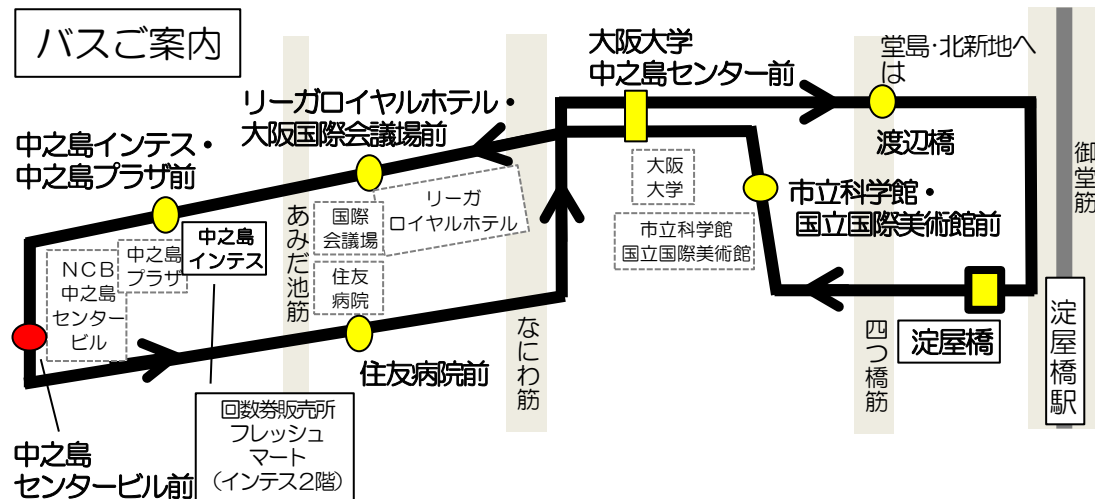 バスご案内
大阪大学
中之島センター前
堂島・北新地へ
は
リーガロイヤルホテル・
大阪国際会議場前
中之島インテス・
中之島プラザ前
渡辺橋
御堂筋
大阪
大学
市立科学館・
国立国際美術館前
リーガ
ロイヤルホテル
国際
会議場
あみだ池筋
市立科学館
国立国際美術館
中之島
インテス
中之島
プラザ
NCB
中之島
センター
ビル
住友
病院
なにわ筋
四つ橋筋
淀屋橋
淀屋橋駅
住友病院前
回数券販売所
フレッシュ
マート
（インテス2階）
中之島
センタービル前